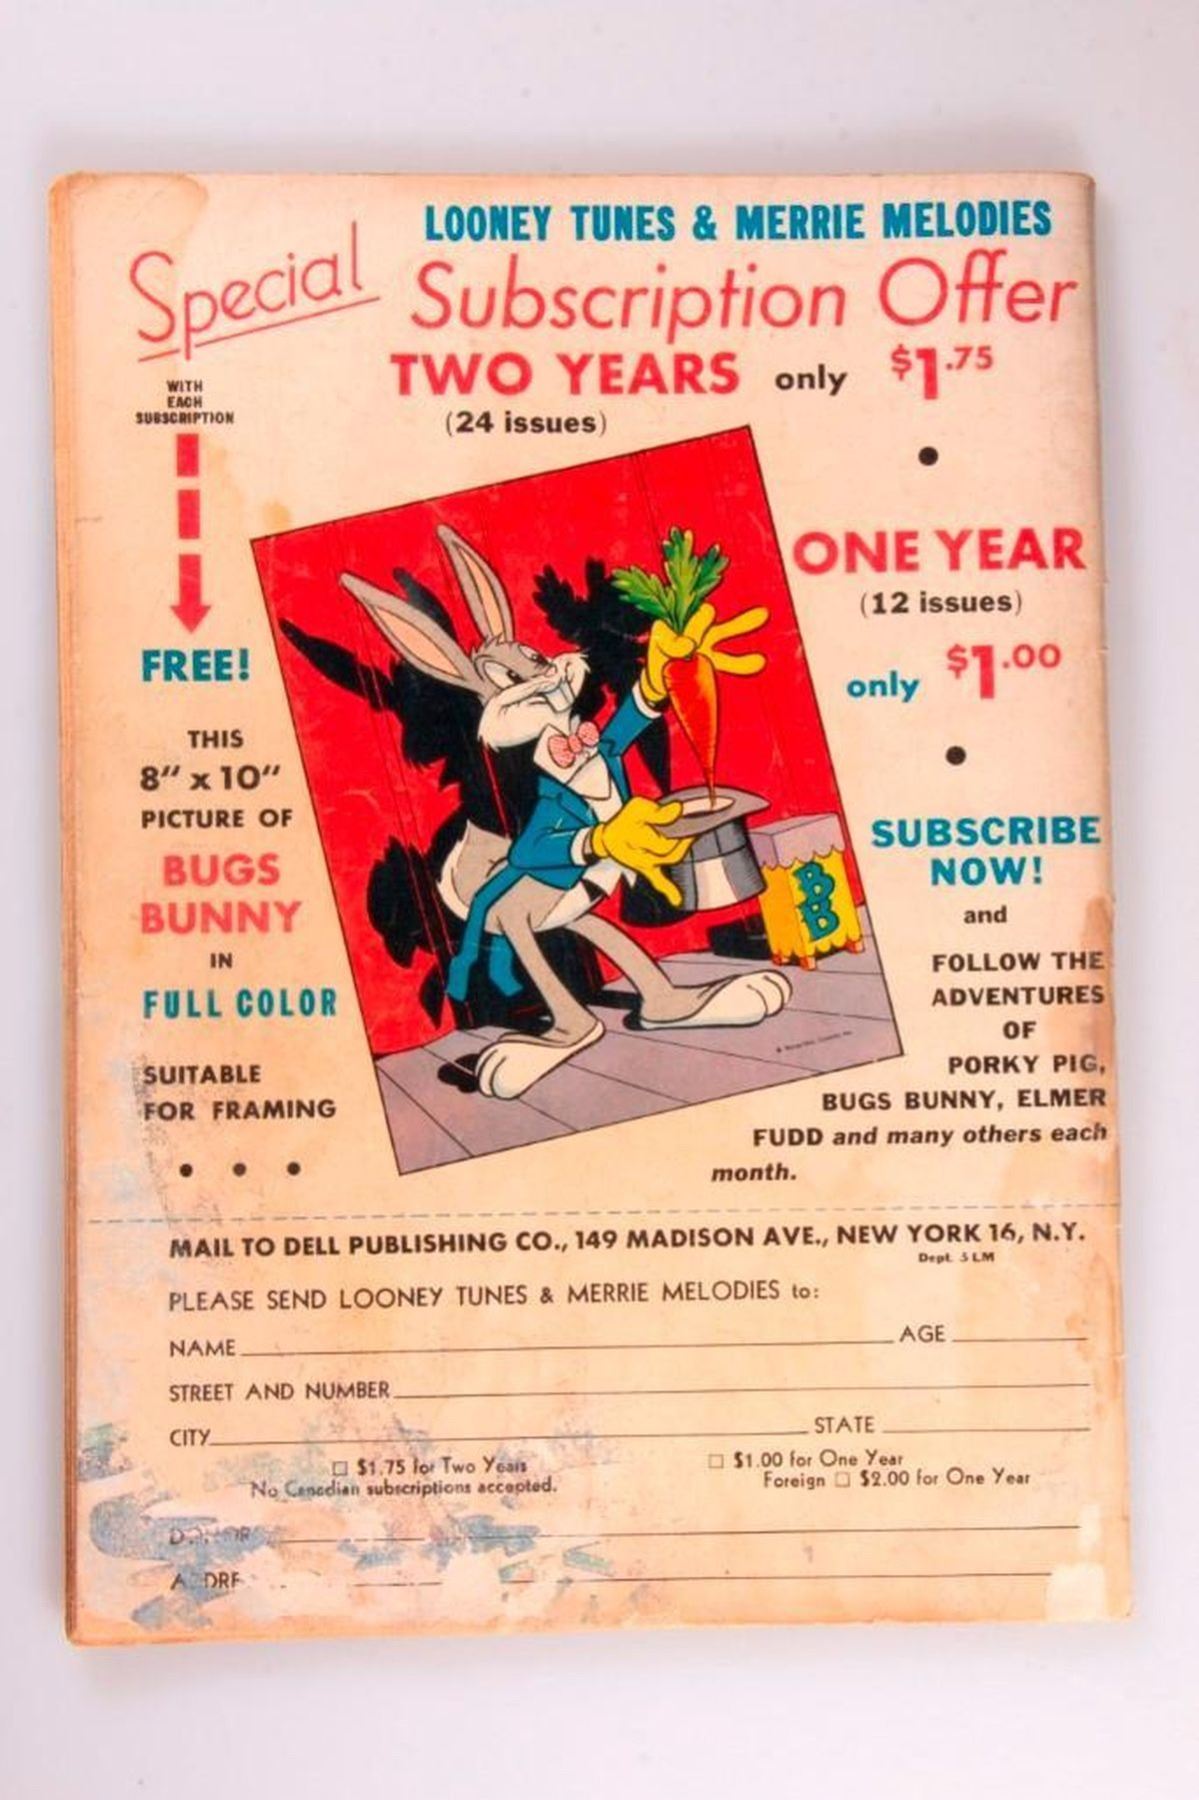 LOONEY TUNES & MERRIE MELODIES
Special Subscription Offer
TWO YEARS only $1.75
(24 issues)
WITH
EACH
SUBSCRIPTION
FREE!
THIS
8" x 10"
PICTURE OF
BUGS
BUNNY
IN
FULL COLOR
SUITABLE
FOR FRAMING
BB
ONE YEAR
(12 issues)
only $1.00
SUBSCRIBE
NOW!
and
FOLLOW THE
ADVENTURES
OF
PORKY PIG,
BUGS BUNNY, ELMER
FUDD and many others each
month.
MAIL TO DELL PUBLISHING CO., 149 MADISON AVE., NEW YORK 16, N.Y.
Dept. 5 LM
PLEASE SEND LOONEY TUNES & MERRIE MELODIES to:
NAME AGE
STREET AND NUMBER
CITY STATE
□ $1.75 for Two Years □ $1.00 for One Year
No Canadian subscriptions accepted. Foreign □ $2.00 for One Year